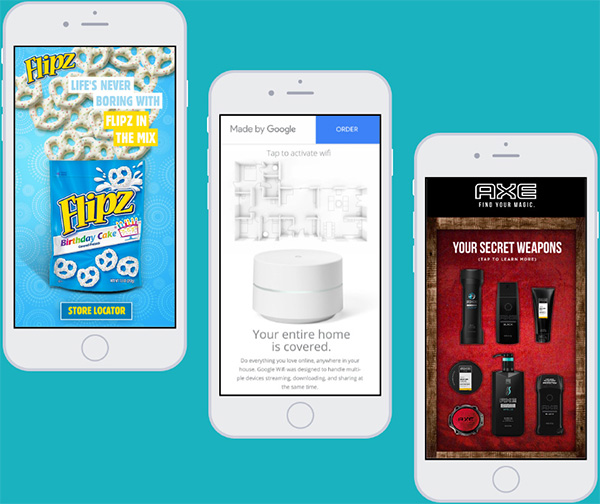 Flipz
LIFE'S NEVER
BORING WITH
FLIPZ IN
THE MIX
Flipz
Birthday Cake
STORE LOCATOR
Made by Google
ORDER
Tap to activate wifi
Your entire home
is covered.
Do everything you love online, anywhere in your
house. Google Wifi was designed to handle multi-
ple devices streaming, downloading, and sharing at
the same time.
AXE
FIND YOUR MAGIC.
YOUR SECRET WEAPONS
(TAP TO LEARN MORE)
AXE